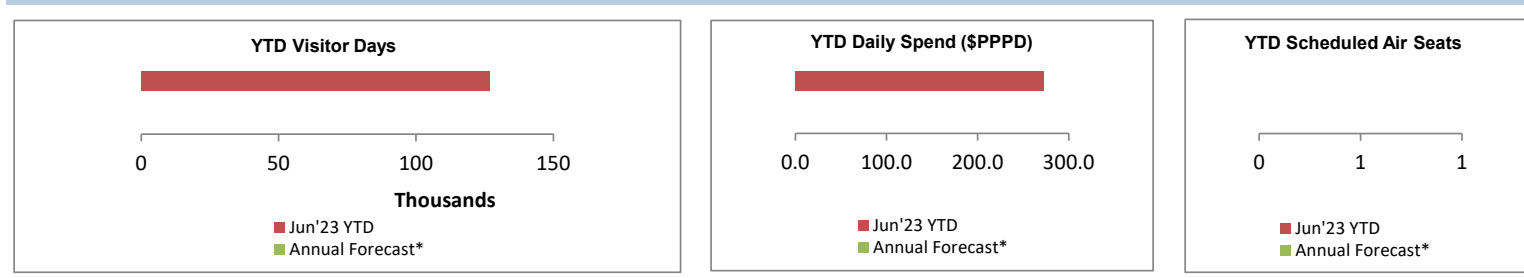 YTD Visitor Days
0 50 100 150
Thousands
Jun'23 YTD
Annual Forecast*
YTD Daily Spend ($PPPD)
0.0 100.0 200.0 300.0
Jun'23 YTD
Annual Forecast*
YTD Scheduled Air Seats
0 1 1
Jun'23 YTD
Annual Forecast*